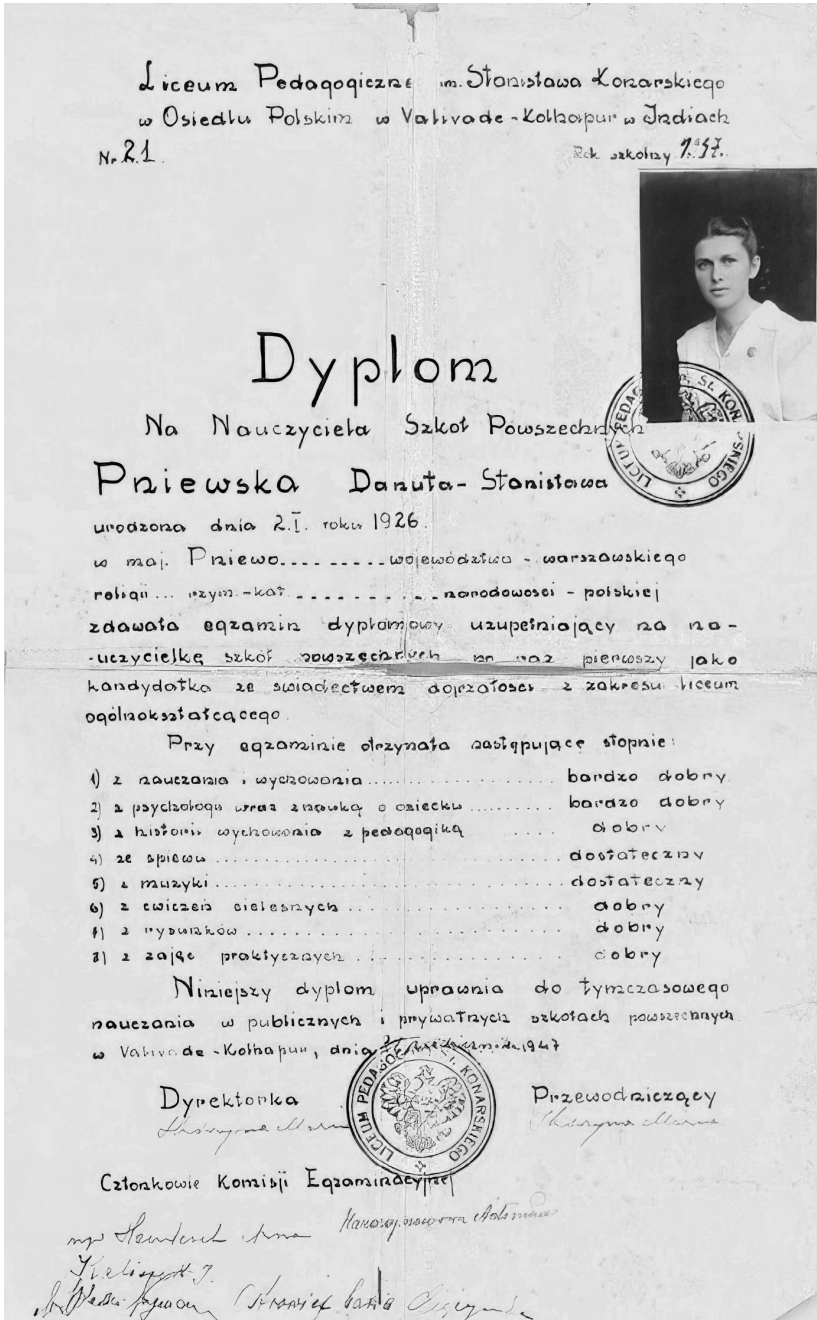 Liceum Pedagogiczne im. Stanisława Konarskiego
w Osiedlu Polskim w Valivade-Kolhapur w Indiach
Nr. 21. Rok szkolny
Dyplom
Na Nauczyciela Szkół Powszechnych
Pniewska Danuta-Stanisława
urodzona dnia 2.I. roku 1926.
w maj. Pniewo.........województwa - warszawskiego
religii... rzym.-kat..........narodowości - polskiej
zdawała egzamin dyplomowy uzupełniający na na-
-uczycielkę szkół powszechnych po raz pierwszy jako
kandydatka ze świadectwem dojrzałości z zakresu liceum
ogólnokształcącego.
Przy egzaminie otrzymała następujące stopnie:
1) z nauczania i wychowania.................... bardzo dobry
2) z psychologii wraz z nauką o dziecku......... bardzo dobry
3) z historii wychowania z pedagogiką .... dobry
4) ze śpiewu.................................... dostateczny
5) z muzyki.................................... dostateczny
6) z ćwiczeń cielesnych........................ dobry
7) z rysunków.................................. dobry
8) z zajęć praktycznych........................ dobry
Niniejszy dyplom uprawnia do tymczasowego
nauczania w publicznych i prywatnych szkołach powszechnych.
w Valivade-Kolhapur, dnia 1947
Dyrektorka Przewodniczący
Członkowie Komisji Egzaminacyjnej
LICEUM PEDAGOG. St. KONARSKIEGO